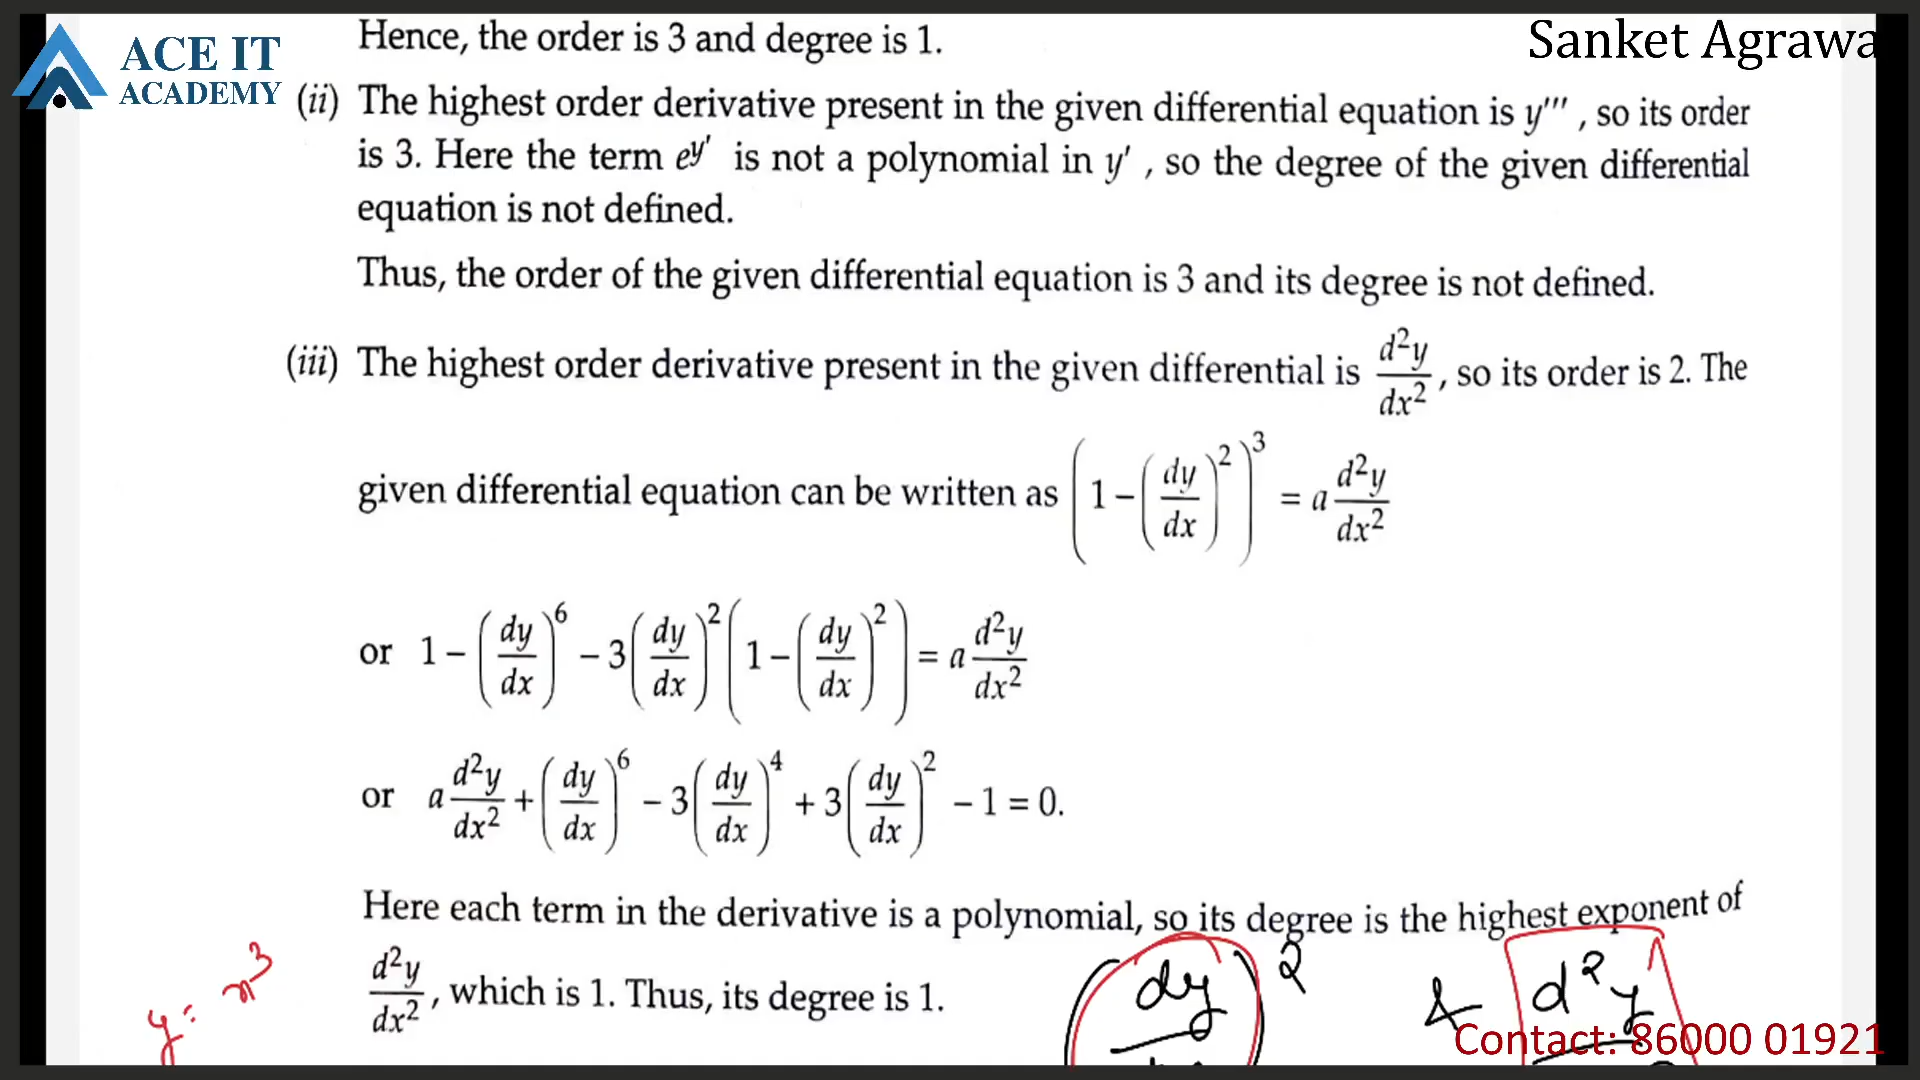 Hence, the order is 3 and degree is 1.
Sanket Agrawa
ACE IT
ACADEMY
(ii) The highest order derivative present in the given differential equation is y''' , so its order
is 3. Here the term e^y' is not a polynomial in y' , so the degree of the given differential
equation is not defined.
Thus, the order of the given differential equation is 3 and its degree is not defined.
(iii) The highest order derivative present in the given differential is d²y/dx² , so its order is 2. The
given differential equation can be written as (1 – (dy/dx)²)³ = a d²y/dx²
or 1 – (dy/dx)⁶ – 3(dy/dx)²(1 – (dy/dx)²) = a d²y/dx²
or a d²y/dx² + (dy/dx)⁶ – 3(dy/dx)⁴ + 3(dy/dx)² – 1 = 0.
Here each term in the derivative is a polynomial, so its degree is the highest exponent of
d²y/dx² , which is 1. Thus, its degree is 1.
y = x³
(dy
)²
& d²y
Contact: 86000 01921